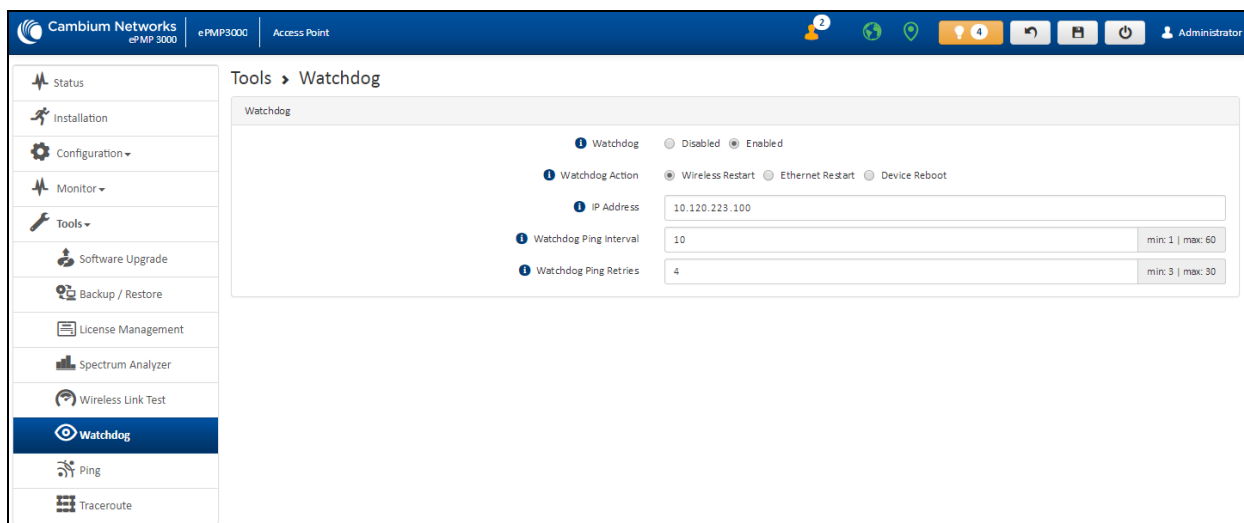 Cambium Networks
ePMP 3000
ePMP3000
Access Point
2
4
Administrator
Status
Installation
Configuration
Monitor
Tools
Software Upgrade
Backup / Restore
License Management
Spectrum Analyzer
Wireless Link Test
Watchdog
Ping
Traceroute
Tools > Watchdog
Watchdog
Watchdog Disabled Enabled
Watchdog Action Wireless Restart Ethernet Restart Device Reboot
IP Address 10.120.223.100
Watchdog Ping Interval 10 min: 1 | max: 60
Watchdog Ping Retries 4 min: 3 | max: 30